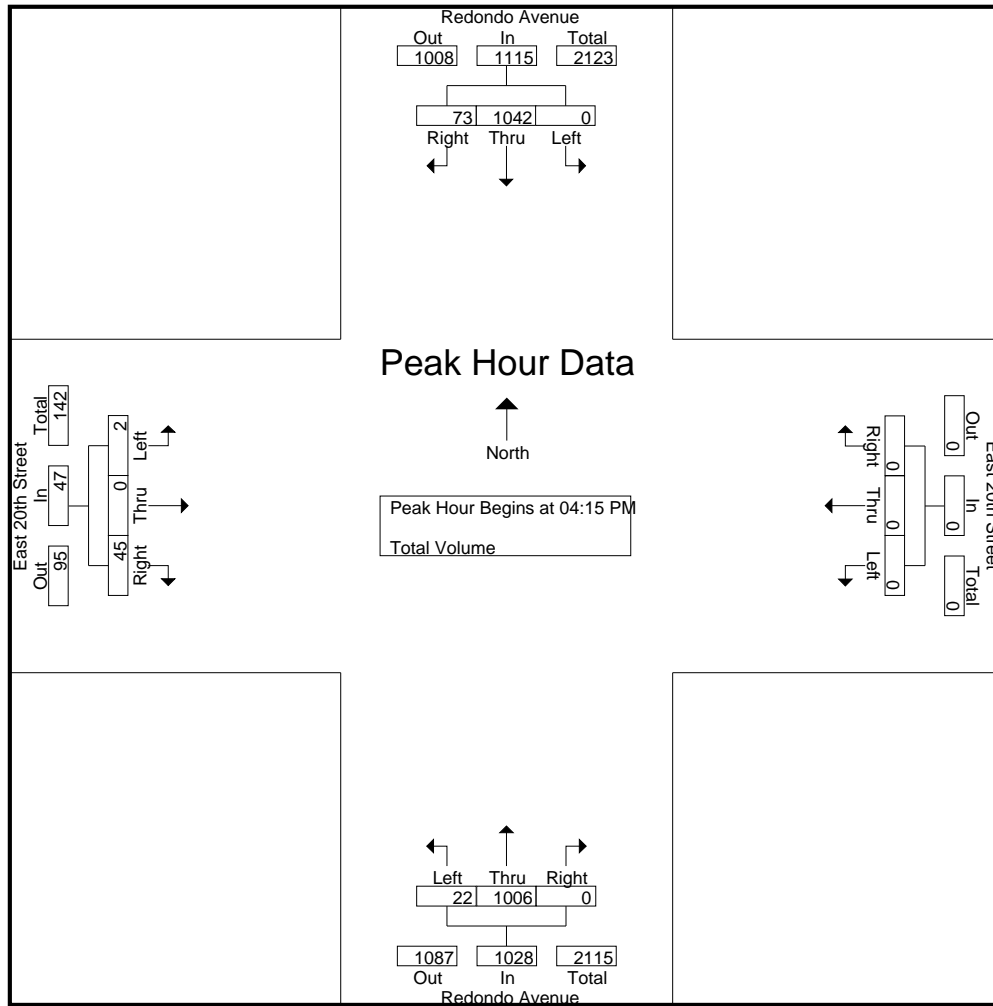 Redondo Avenue
Out In Total
1008 1115 2123
73 1042 0
Right Thru Left
Peak Hour Data
North
Peak Hour Begins at 04:15 PM
Total Volume
East 20th Street
Out In Total
95 47 142
Left Thru Right
2 0 45
East 20th Street
Out In Total
0 0 0
Right Thru Left
0 0 0
Left Thru Right
22 1006 0
1087 1028 2115
Out In Total
Redondo Avenue